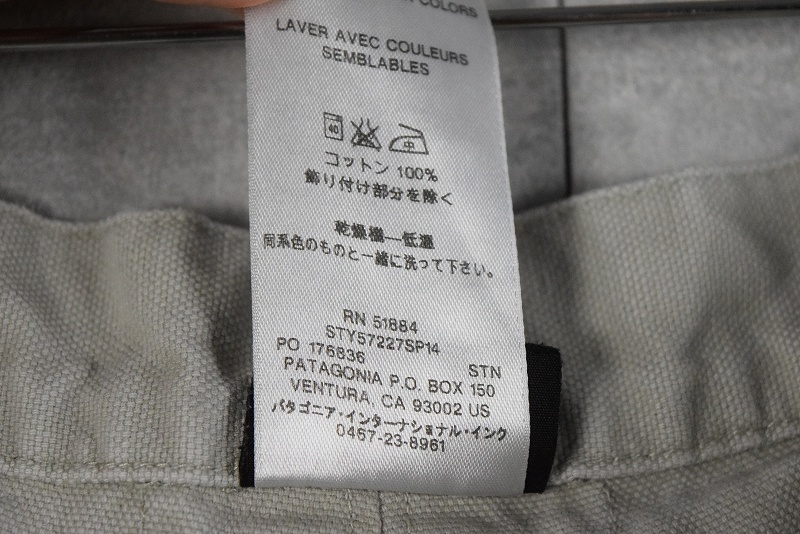 COLORS
LAVER AVEC COULEURS
SEMBLABLES
40 中
コットン 100%
飾り付け部分を除く
乾燥機—低温
同系色のものと一緒に洗って下さい。
RN 51884
STY57227SP14
PO 176836 STN
PATAGONIA P.O. BOX 150
VENTURA, CA 93002 US
パタゴニア・インターナショナル・インク
0467-23-8961